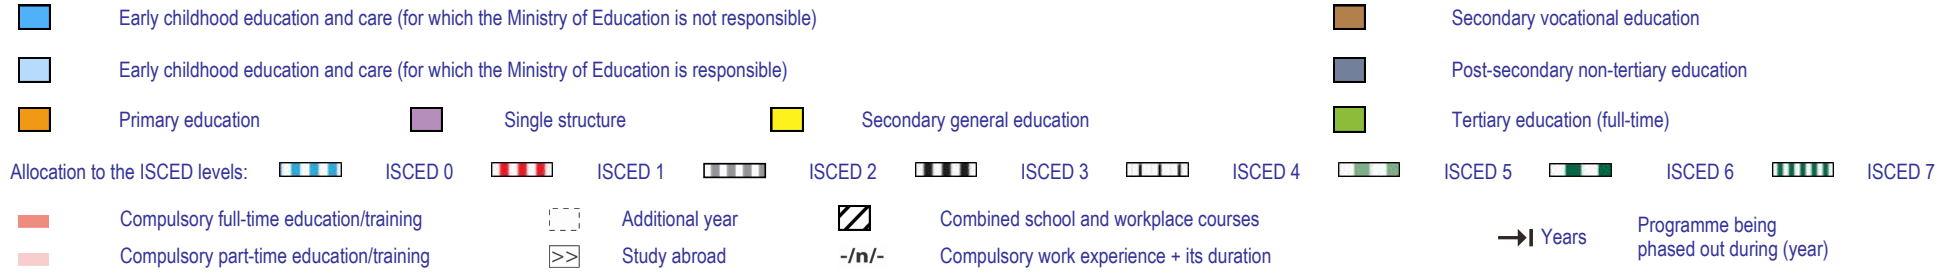 Early childhood education and care (for which the Ministry of Education is not responsible)
Secondary vocational education
Early childhood education and care (for which the Ministry of Education is responsible)
Post-secondary non-tertiary education
Primary education
Single structure
Secondary general education
Tertiary education (full-time)
Allocation to the ISCED levels: ISCED 0 ISCED 1 ISCED 2 ISCED 3 ISCED 4 ISCED 5 ISCED 6 ISCED 7
Compulsory full-time education/training
Additional year
Combined school and workplace courses
Compulsory part-time education/training
>> Study abroad
-/n/- Compulsory work experience + its duration
Years
Programme being
phased out during (year)